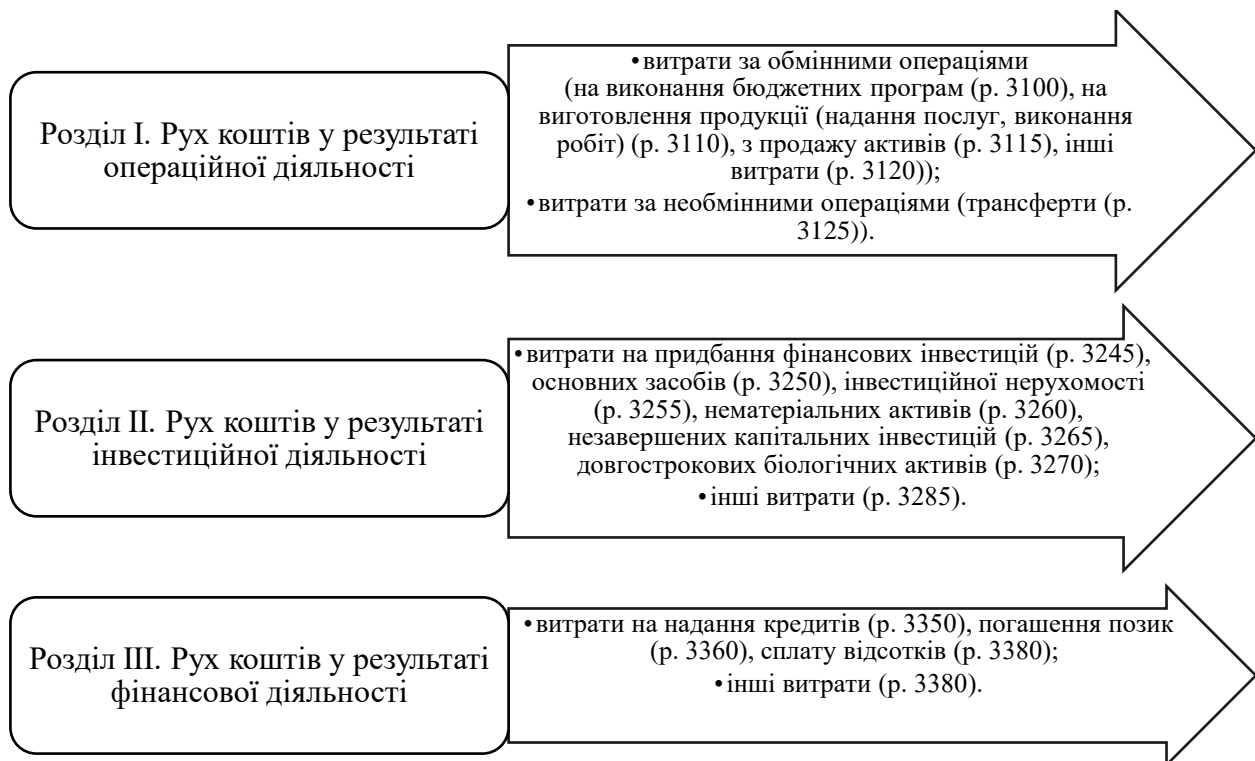 Розділ І. Рух коштів у результаті
операційної діяльності
•витрати за обмінними операціями
(на виконання бюджетних програм (р. 3100), на
виготовлення продукції (надання послуг, виконання
робіт) (р. 3110), з продажу активів (р. 3115), інші
витрати (р. 3120));
•витрати за необмінними операціями (трансферти (р.
3125)).
Розділ ІІ. Рух коштів у результаті
інвестиційної діяльності
•витрати на придбання фінансових інвестицій (р. 3245),
основних засобів (р. 3250), інвестиційної нерухомості
(р. 3255), нематеріальних активів (р. 3260),
незавершених капітальних інвестицій (р. 3265),
довгострокових біологічних активів (р. 3270);
•інші витрати (р. 3285).
Розділ ІІІ. Рух коштів у результаті
фінансової діяльності
•витрати на надання кредитів (р. 3350), погашення позик
(р. 3360), сплату відсотків (р. 3380);
•інші витрати (р. 3380).